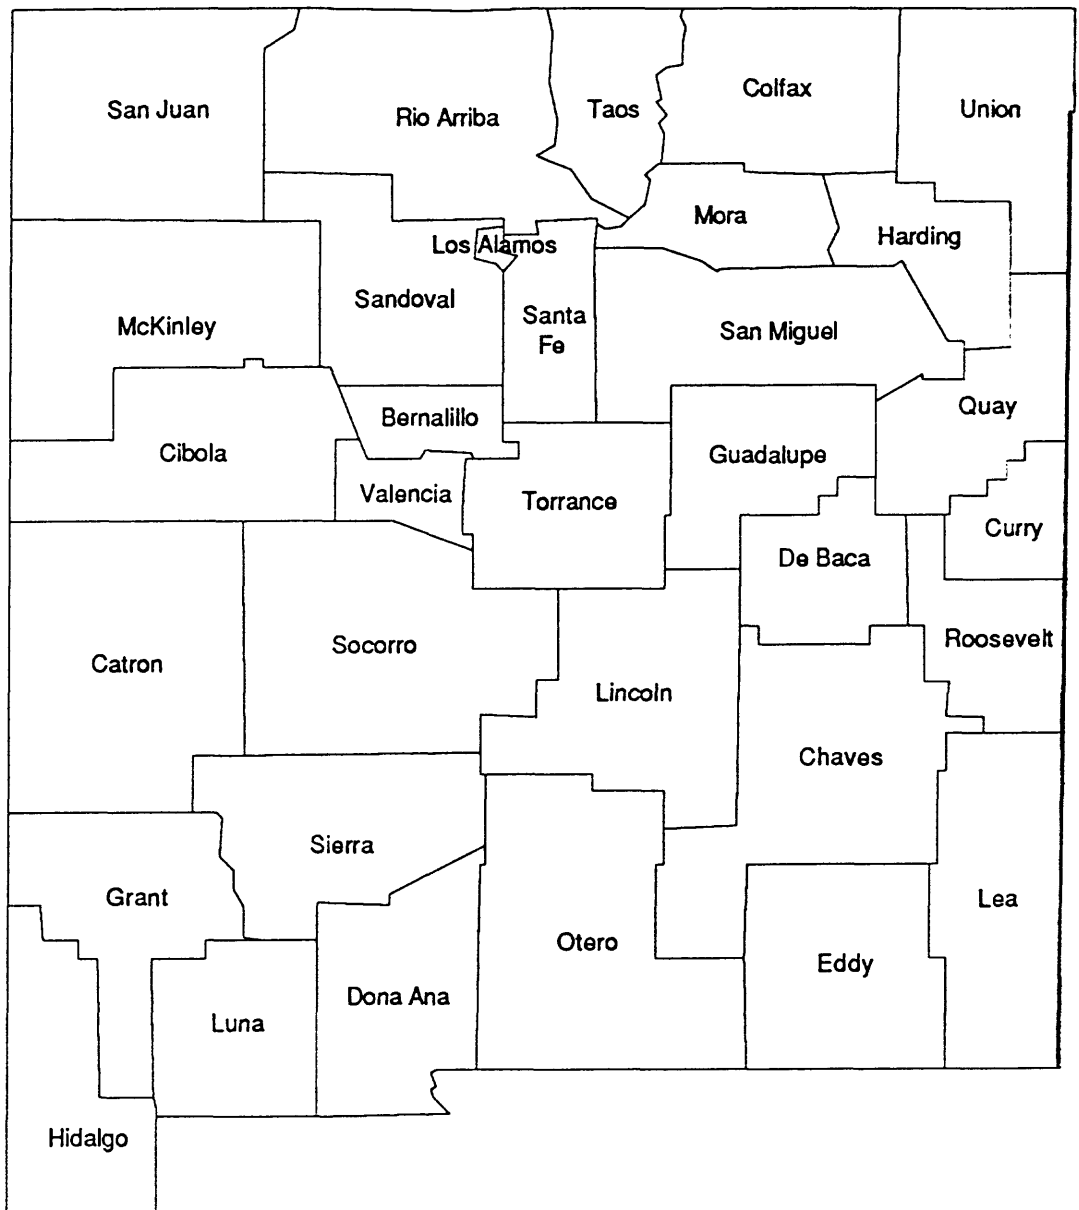 San Juan
Rio Arriba
Taos
Colfax
Union
Mora
Harding
Los Alamos
Sandoval
Santa
Fe
McKinley
San Miguel
Quay
Bernalillo
Cibola
Guadalupe
Valencia
Torrance
Curry
De Baca
Roosevelt
Socorro
Catron
Lincoln
Chaves
Sierra
Grant
Lea
Otero
Eddy
Dona Ana
Luna
Hidalgo